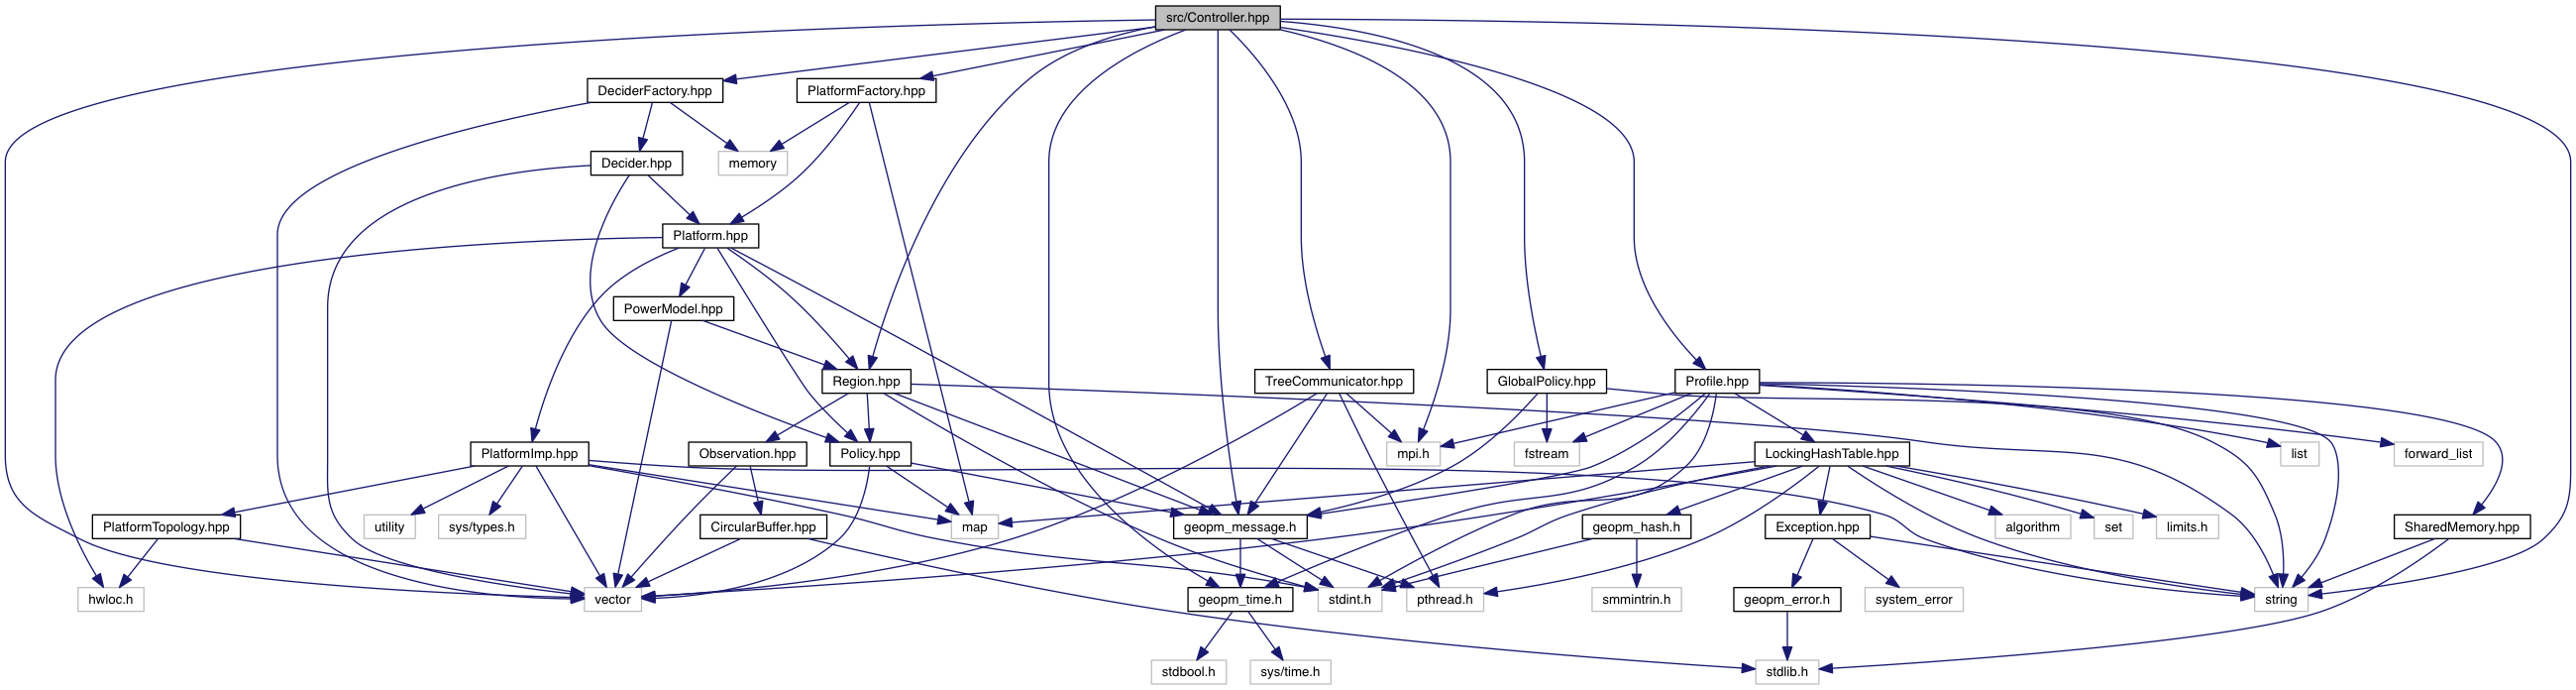 src/Controller.hpp
DeciderFactory.hpp
PlatformFactory.hpp
Decider.hpp
memory
Platform.hpp
PowerModel.hpp
Region.hpp
TreeCommunicator.hpp
GlobalPolicy.hpp
Profile.hpp
PlatformImp.hpp
Observation.hpp
Policy.hpp
mpi.h
fstream
LockingHashTable.hpp
list
forward_list
PlatformTopology.hpp
utility
sys/types.h
CircularBuffer.hpp
map
geopm_message.h
geopm_hash.h
Exception.hpp
algorithm
set
limits.h
SharedMemory.hpp
hwloc.h
vector
geopm_time.h
stdint.h
pthread.h
smmintrin.h
geopm_error.h
system_error
string
stdbool.h
sys/time.h
stdlib.h